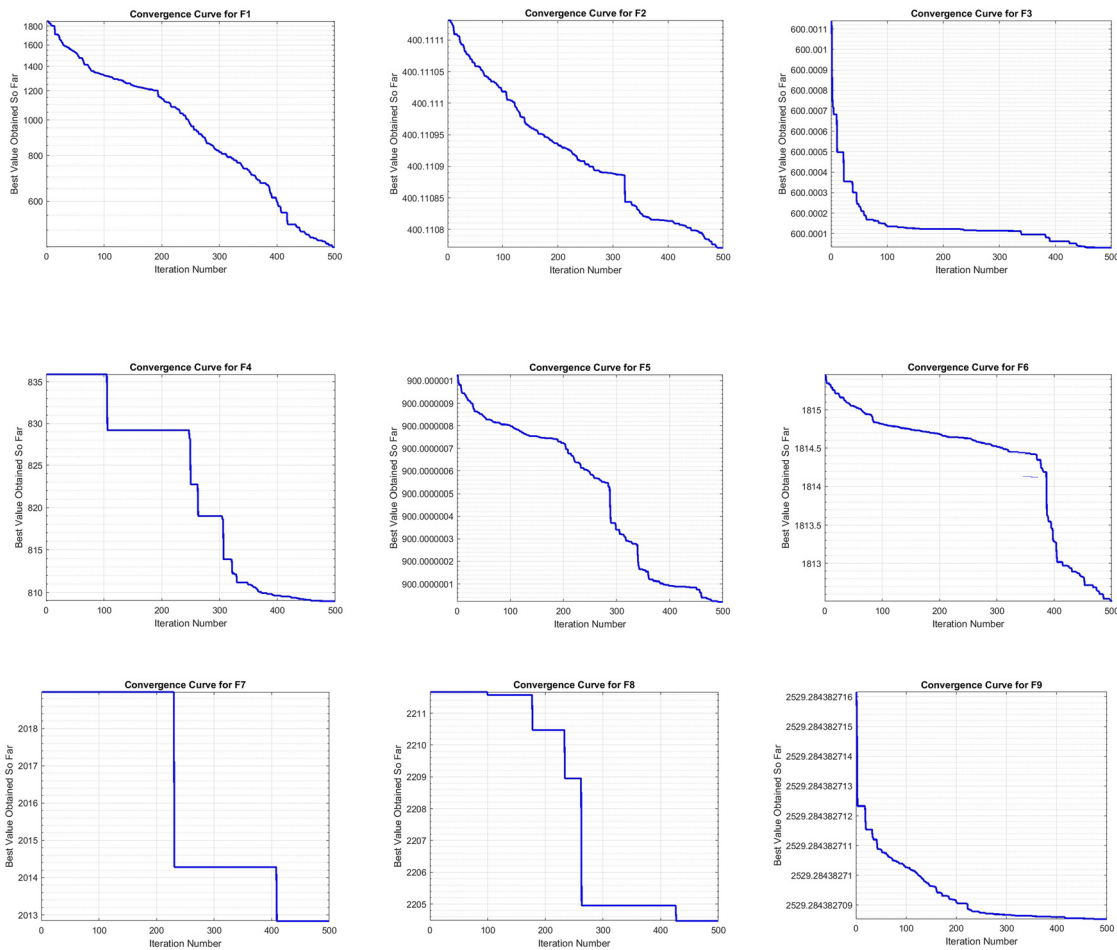 Convergence Curve for F1
Best Value Obtained So Far
1800
1600
1400
1200
1000
800
600
0 100 200 300 400 500
Iteration Number
Convergence Curve for F2
Best Value Obtained So Far
400.1111
400.11105
400.111
400.11095
400.1109
400.11085
400.1108
0 100 200 300 400 500
Iteration Number
Convergence Curve for F3
Best Value Obtained So Far
600.0011
600.0009
600.0007
600.0005
600.0004
600.0003
600.0002
600.0001
0 100 200 300 400 500
Iteration Number
Convergence Curve for F4
Best Value Obtained So Far
835
830
825
820
815
810
0 100 200 300 400 500
Iteration Number
Convergence Curve for F5
Best Value Obtained So Far
900.000001
900.0000009
900.0000007
900.0000006
900.0000005
900.0000004
900.0000002
900.0000001
0 100 200 300 400 500
Iteration Number
Convergence Curve for F6
Best Value Obtained So Far
1815
1814.5
1814
1813.5
1813
0 100 200 300 400 500
Iteration Number
Convergence Curve for F7
Best Value Obtained So Far
2018
2017
2016
2015
2014
2013
0 100 200 300 400 500
Iteration Number
Convergence Curve for F8
Best Value Obtained So Far
2211
2210
2209
2208
2207
2206
2205
0 100 200 300 400 500
Iteration Number
Convergence Curve for F9
Best Value Obtained So Far
2529.284382716
2529.284382715
2529.284382714
2529.284382713
2529.284382712
2529.284382711
2529.28438271
2529.284382709
0 100 200 300 400 500
Iteration Number